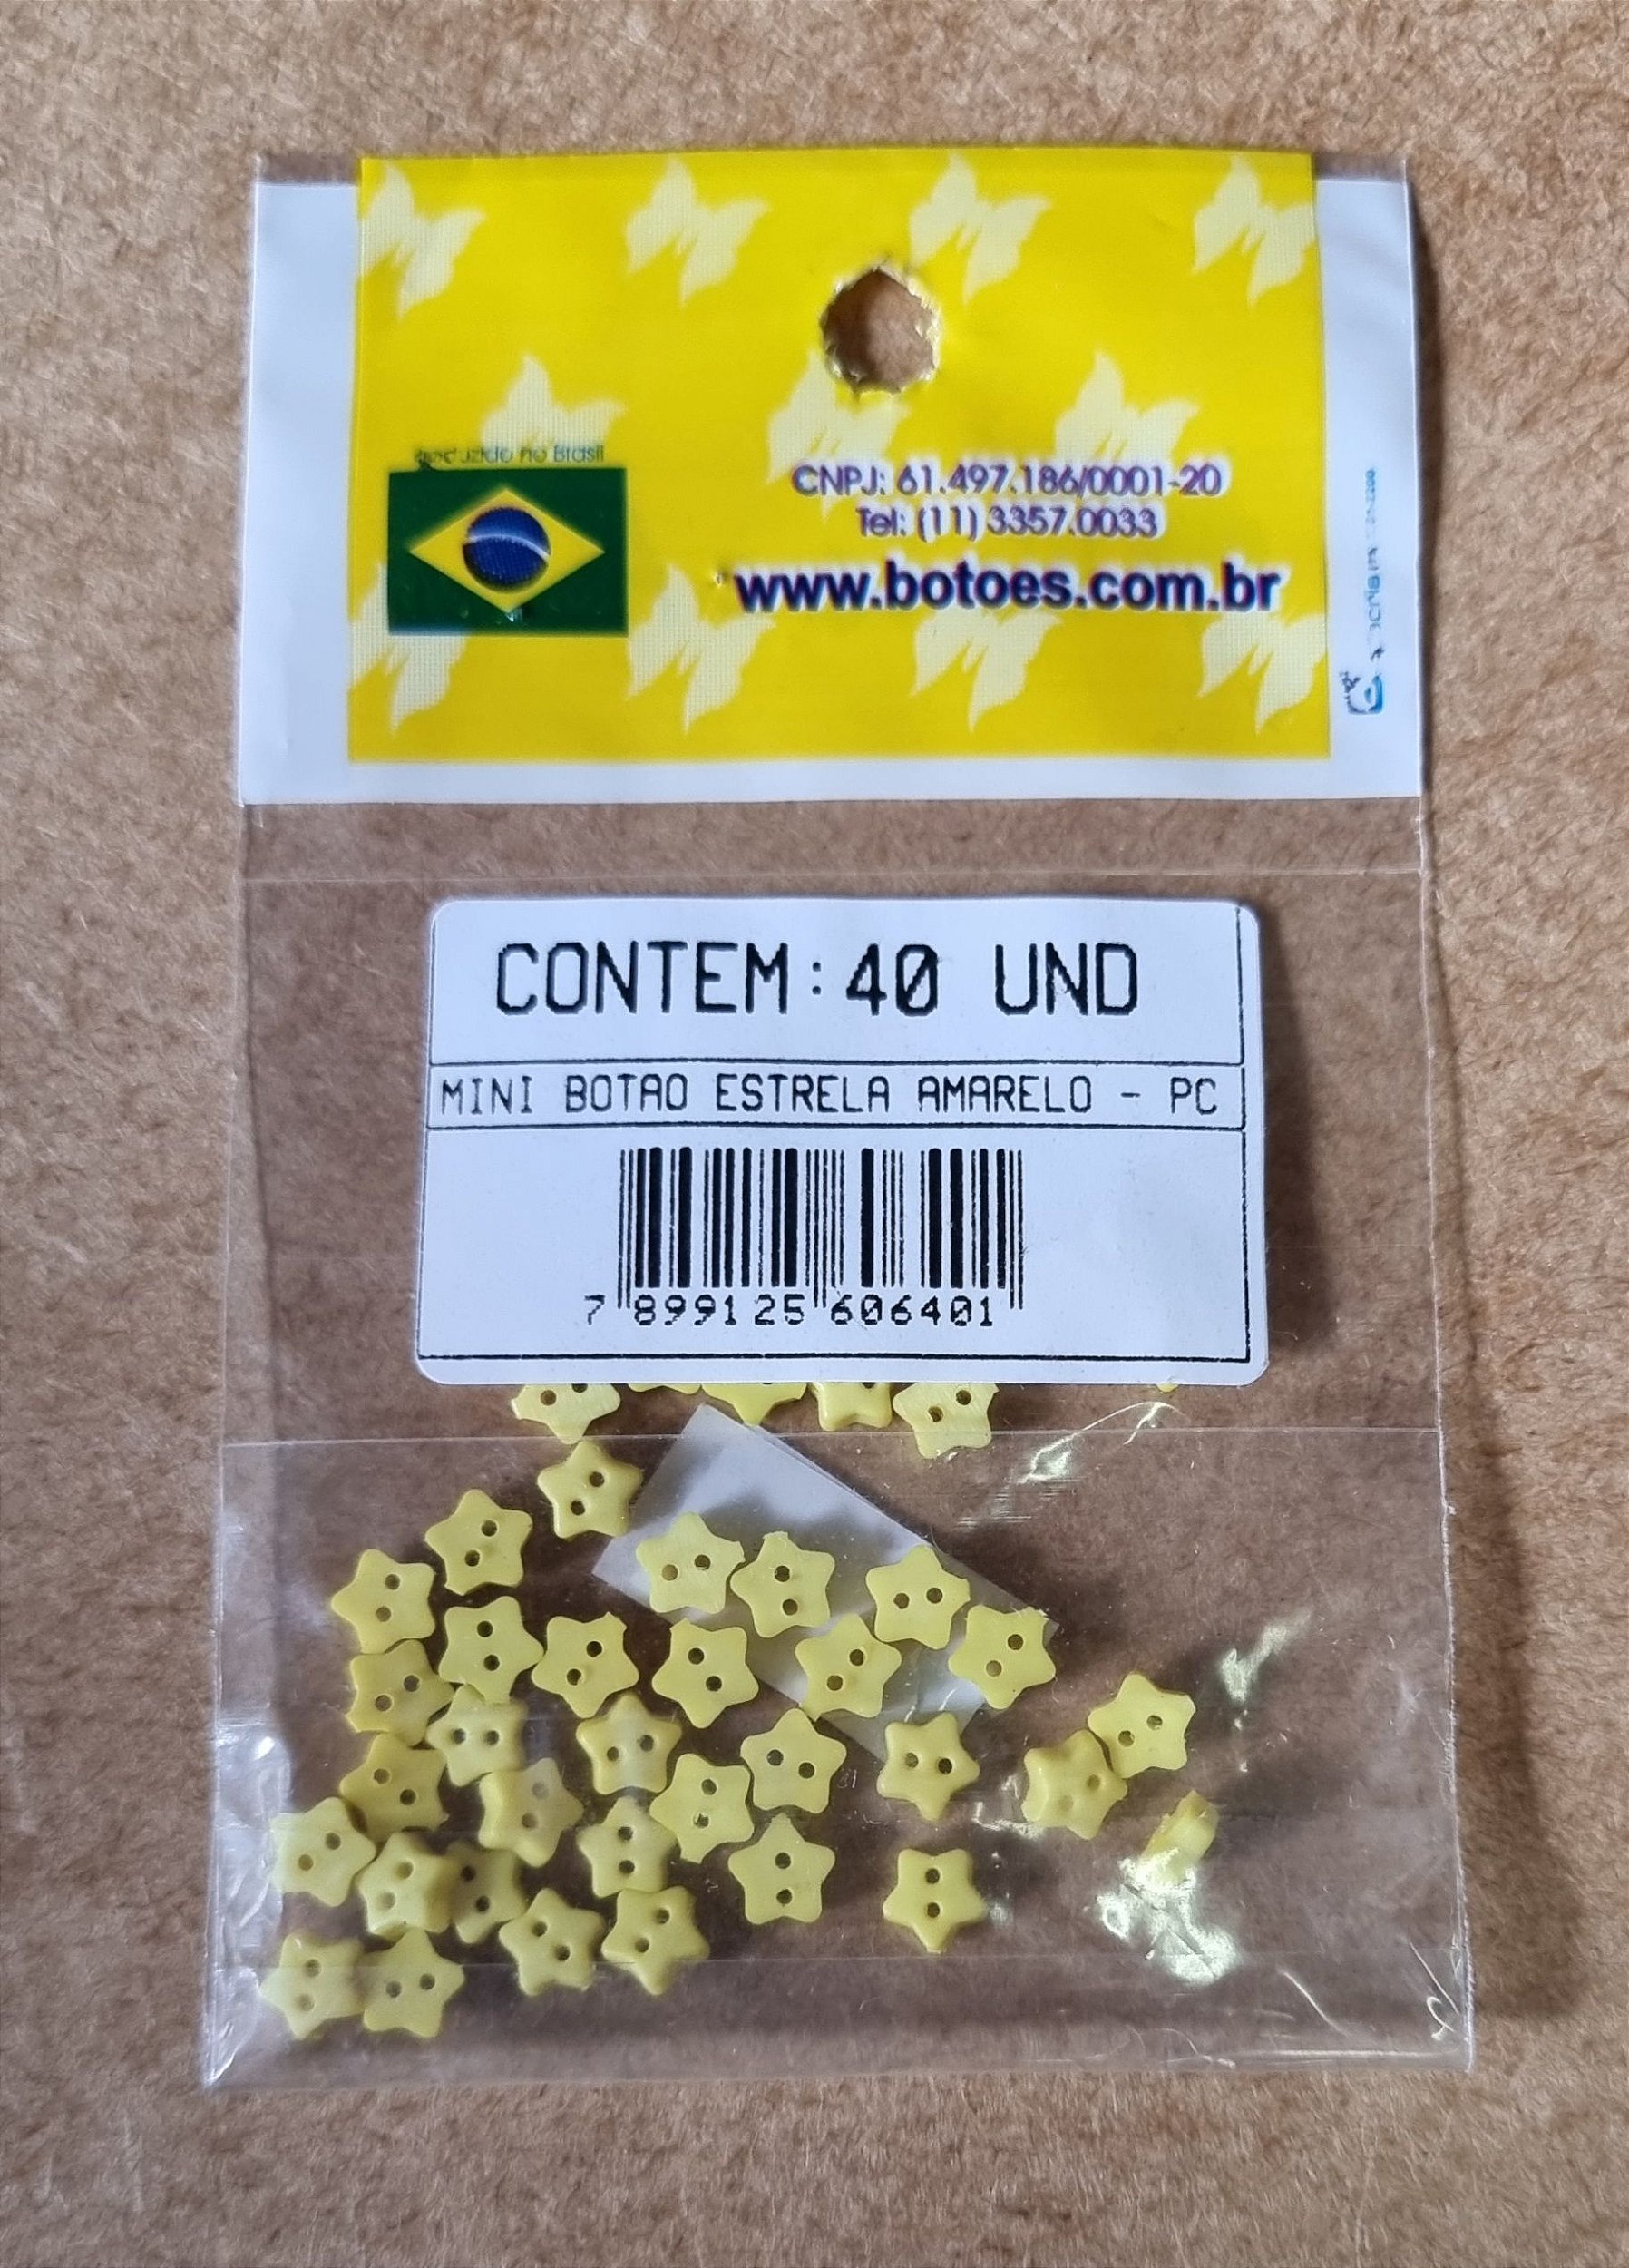 Produzido no Brasil
CNPJ: 61.497.186/0001-20
Tel: (11) 3357.0033
www.botoes.com.br
CONTEM:40 UND
MINI BOTAO ESTRELA AMARELO - PC
7 899125 606401